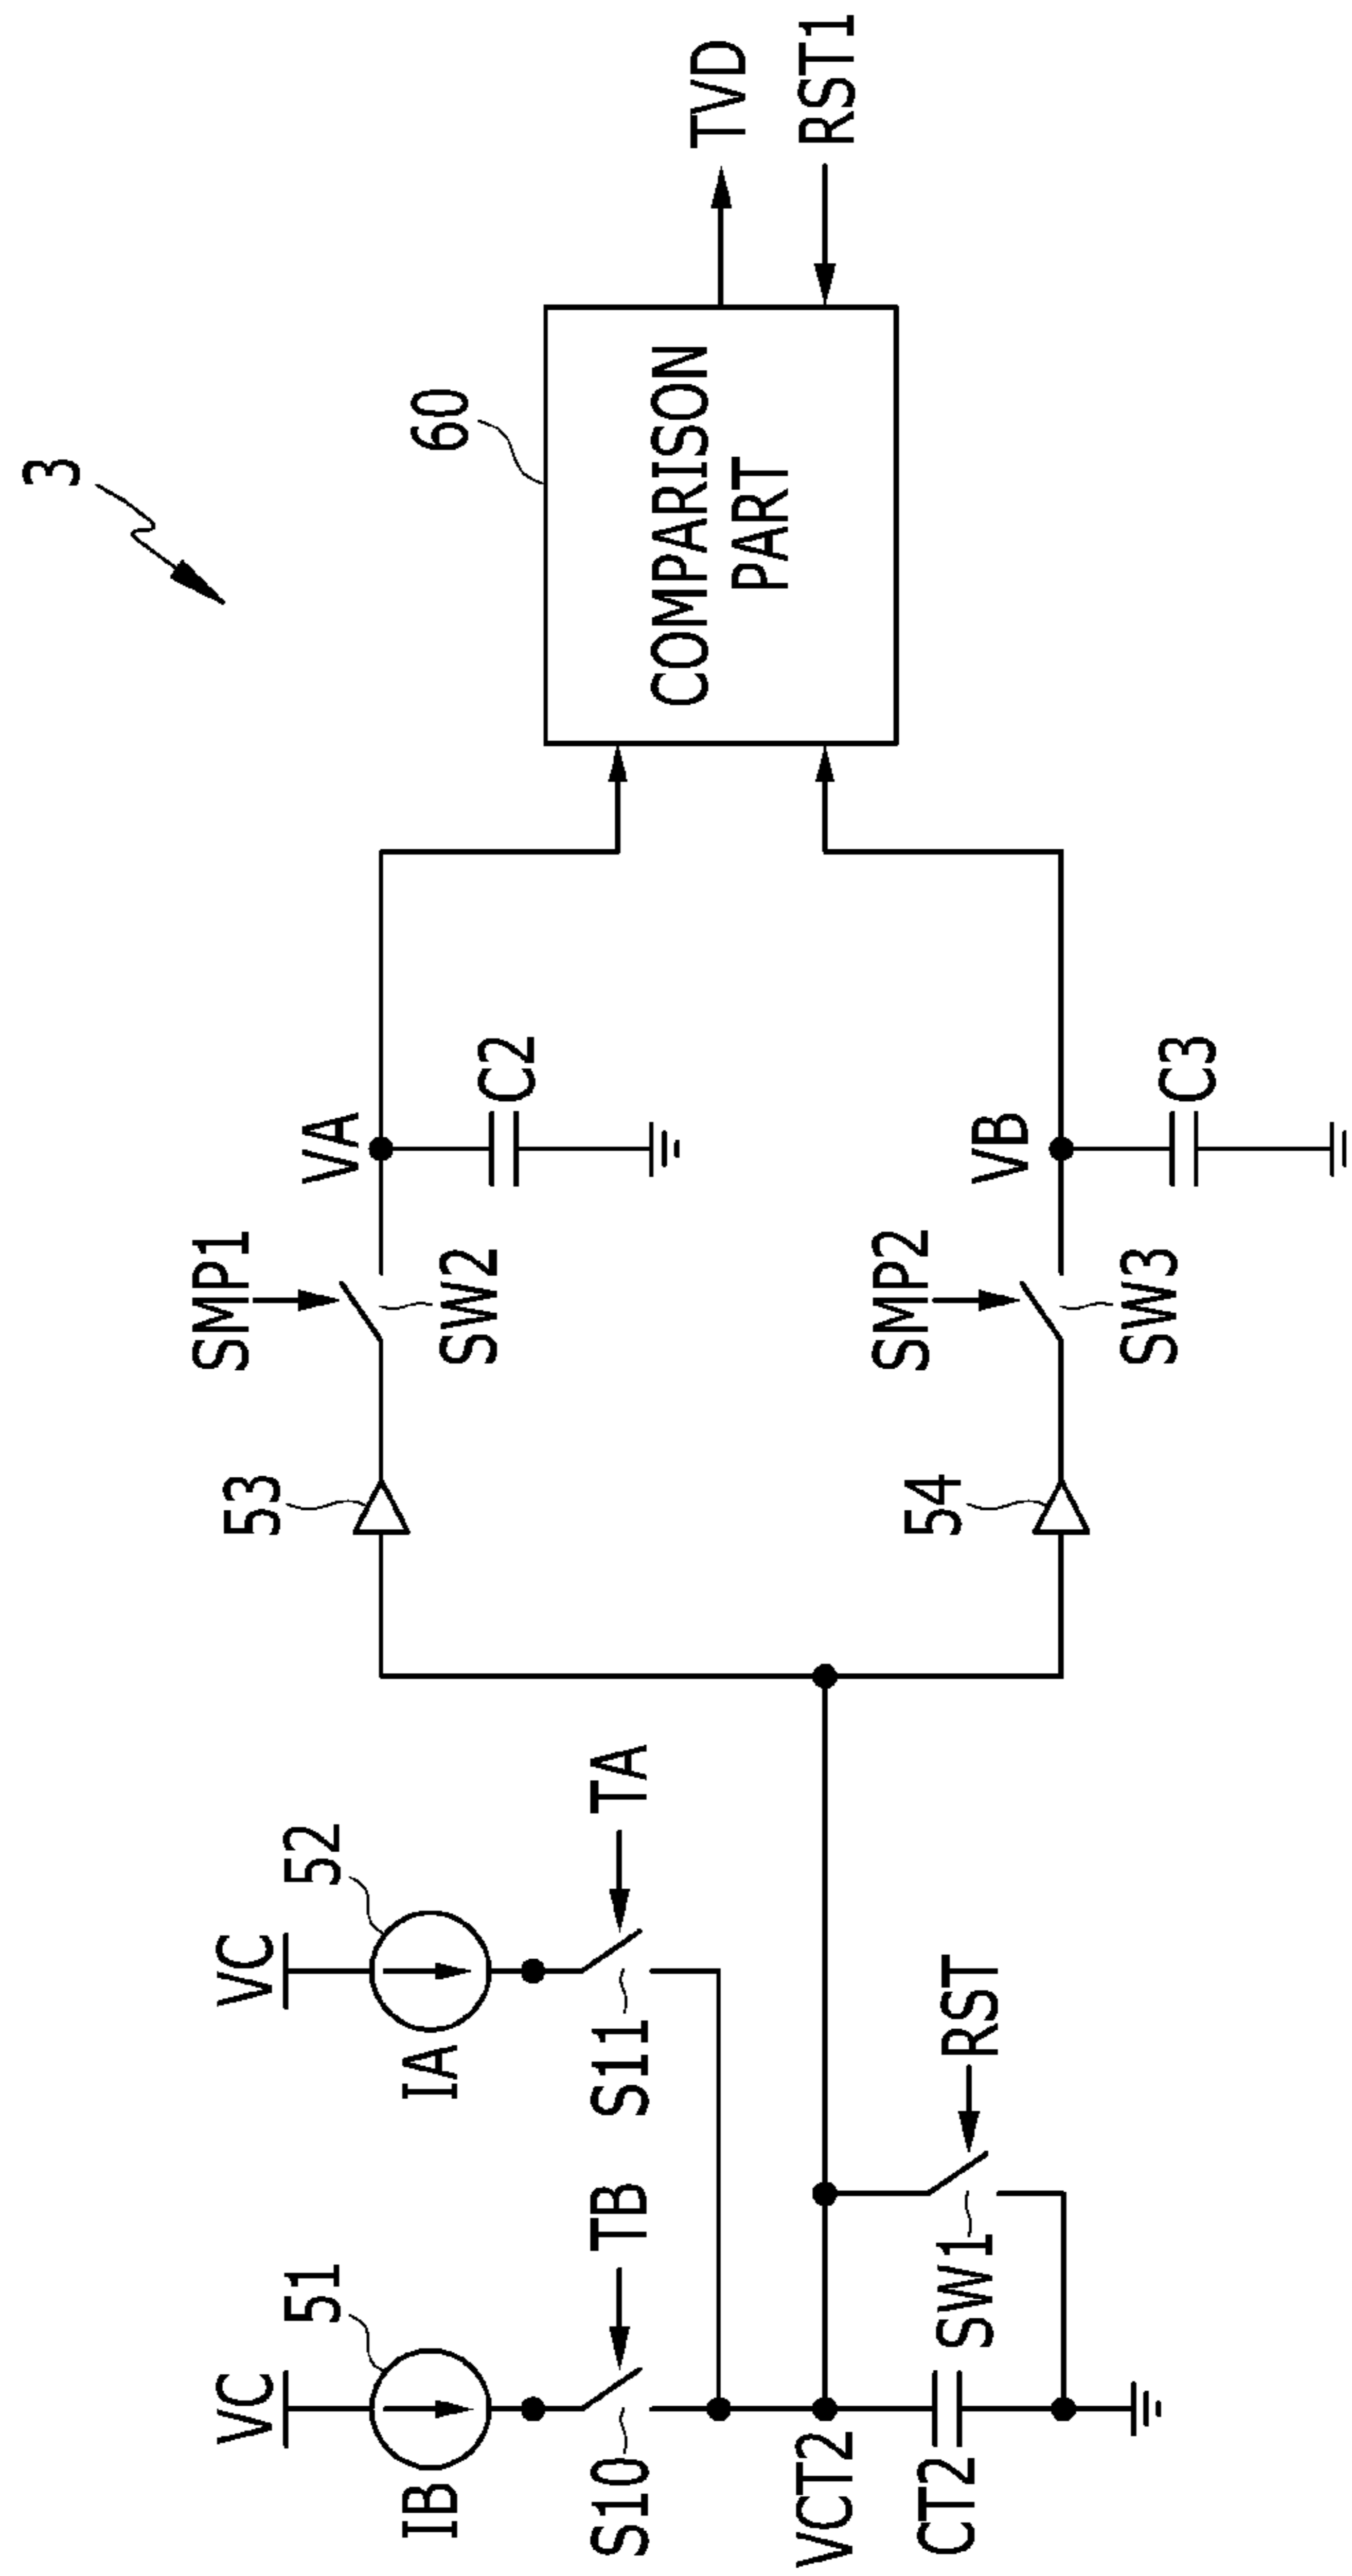 3
VC
51
IB
TB
S10
VC
52
IA
TA
S11
VCT2
CT2
SW1
RST
53
SMP1
SW2
VA
C2
54
SMP2
SW3
VB
C3
60
COMPARISON
PART
TVD
RST1